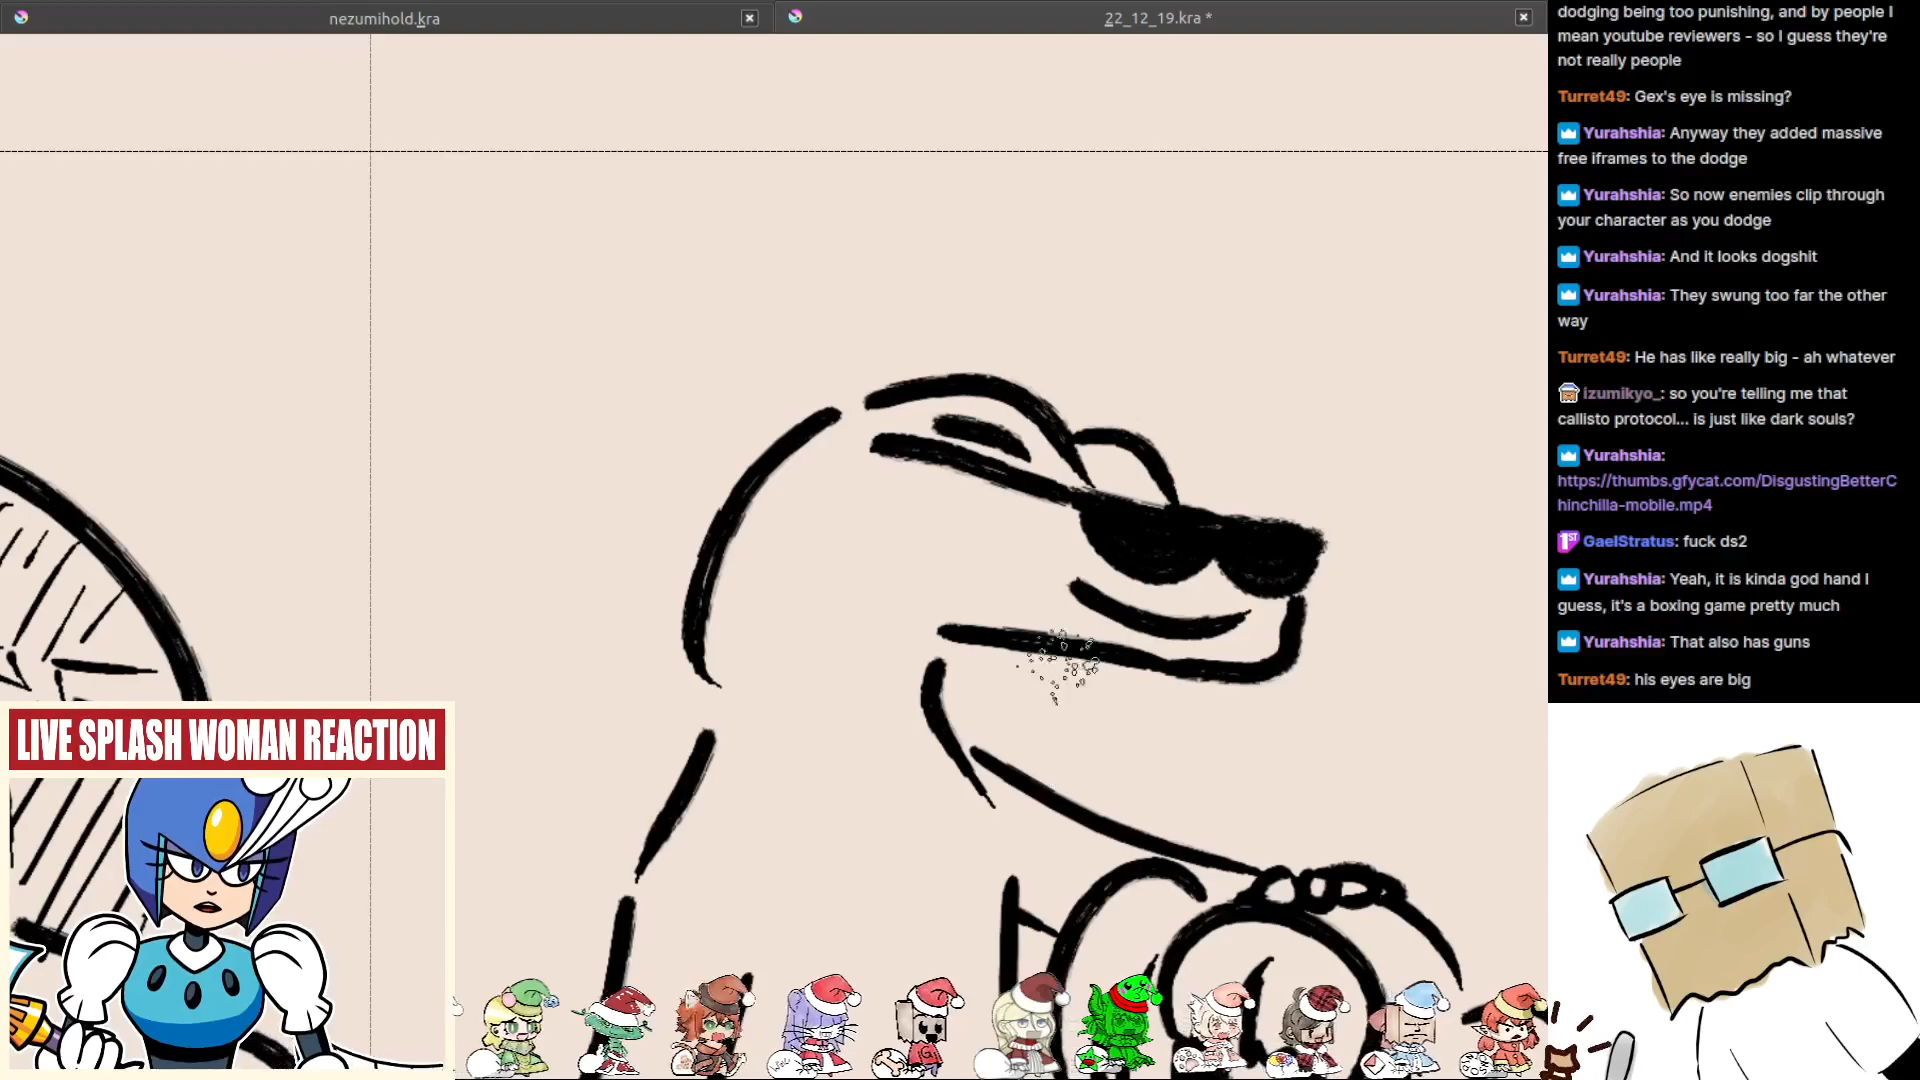 nezumihold.kra
22_12_19.kra *
dodging being too punishing, and by people I
mean youtube reviewers - so I guess they're
not really people
Turret49: Gex's eye is missing?
Yurahshia: Anyway they added massive
free iframes to the dodge
Yurahshia: So now enemies clip through
your character as you dodge
Yurahshia: And it looks dogshit
Yurahshia: They swung too far the other
way
Turret49: He has like really big - ah whatever
izumikyo_: so you're telling me that
callisto protocol... is just like dark souls?
Yurahshia:
https://thumbs.gfycat.com/DisgustingBetterC
hinchilla-mobile.mp4
1ST GaelStratus: fuck ds2
Yurahshia: Yeah, it is kinda god hand I
guess, it's a boxing game pretty much
Yurahshia: That also has guns
Turret49: his eyes are big
LIVE SPLASH WOMAN REACTION